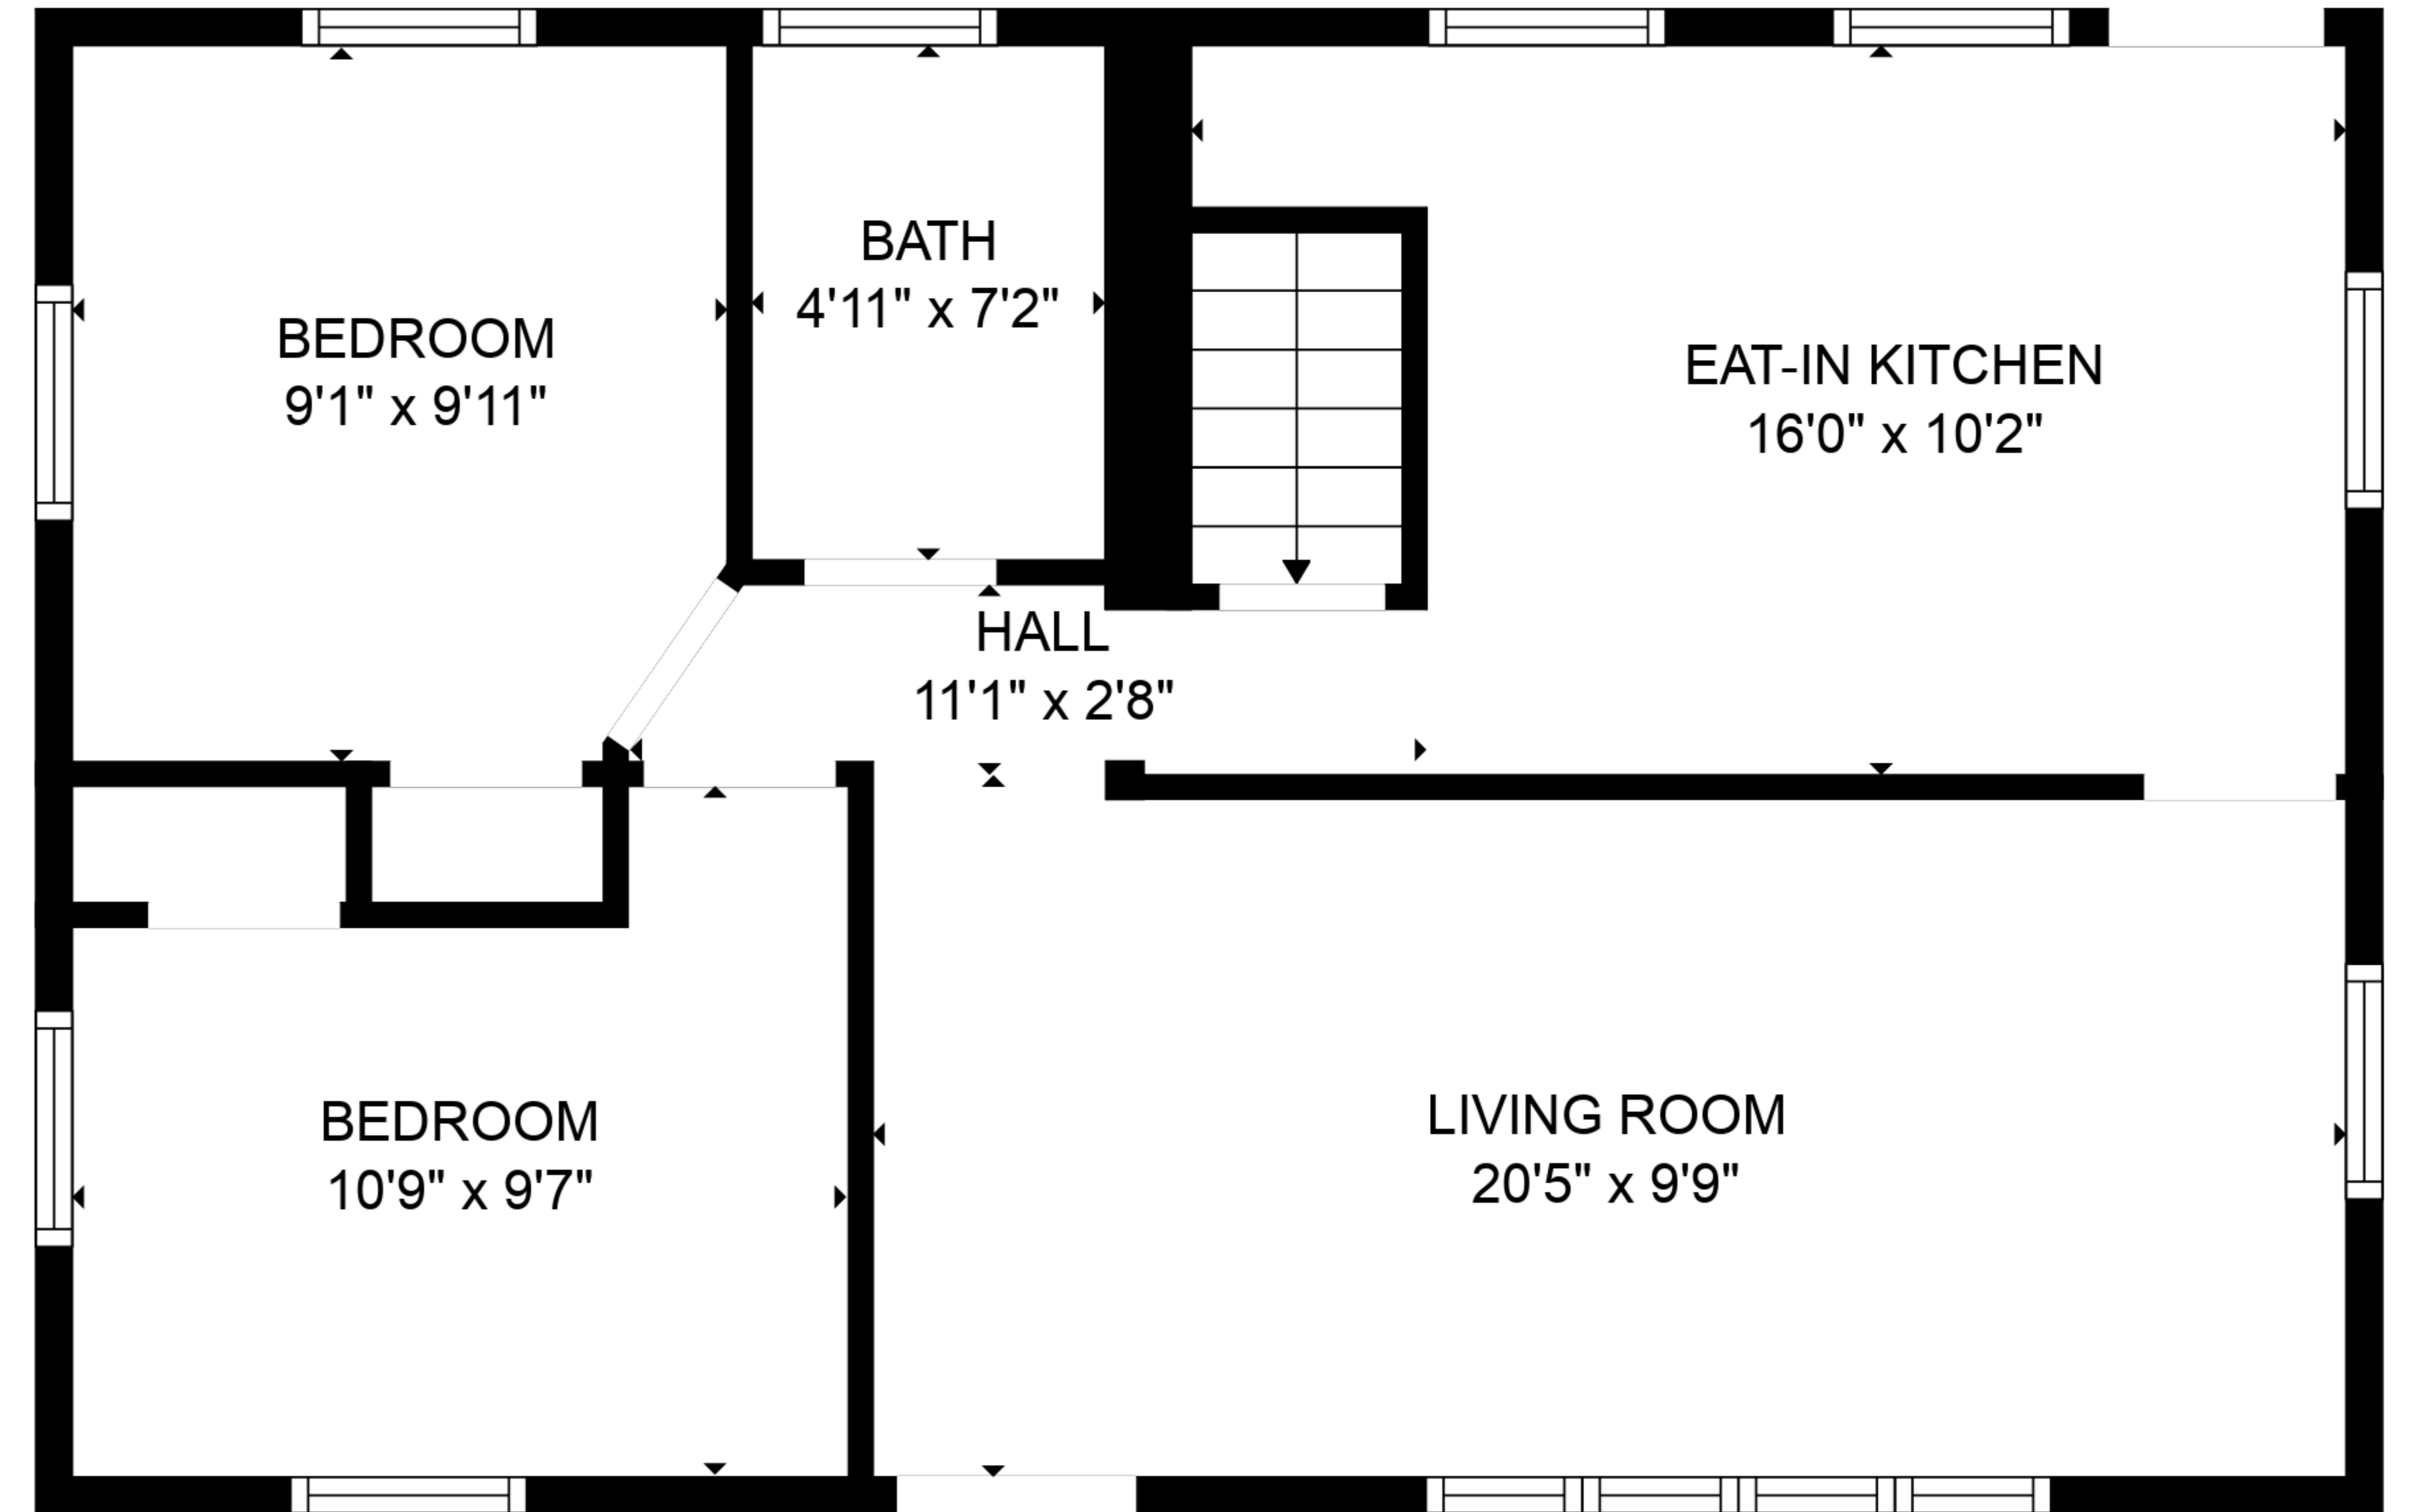 BEDROOM
9'1" x 9'11"
BATH
4'11" x 7'2"
EAT-IN KITCHEN
16'0" x 10'2"
HALL
11'1" x 2'8"
BEDROOM
10'9" x 9'7"
LIVING ROOM
20'5" x 9'9"